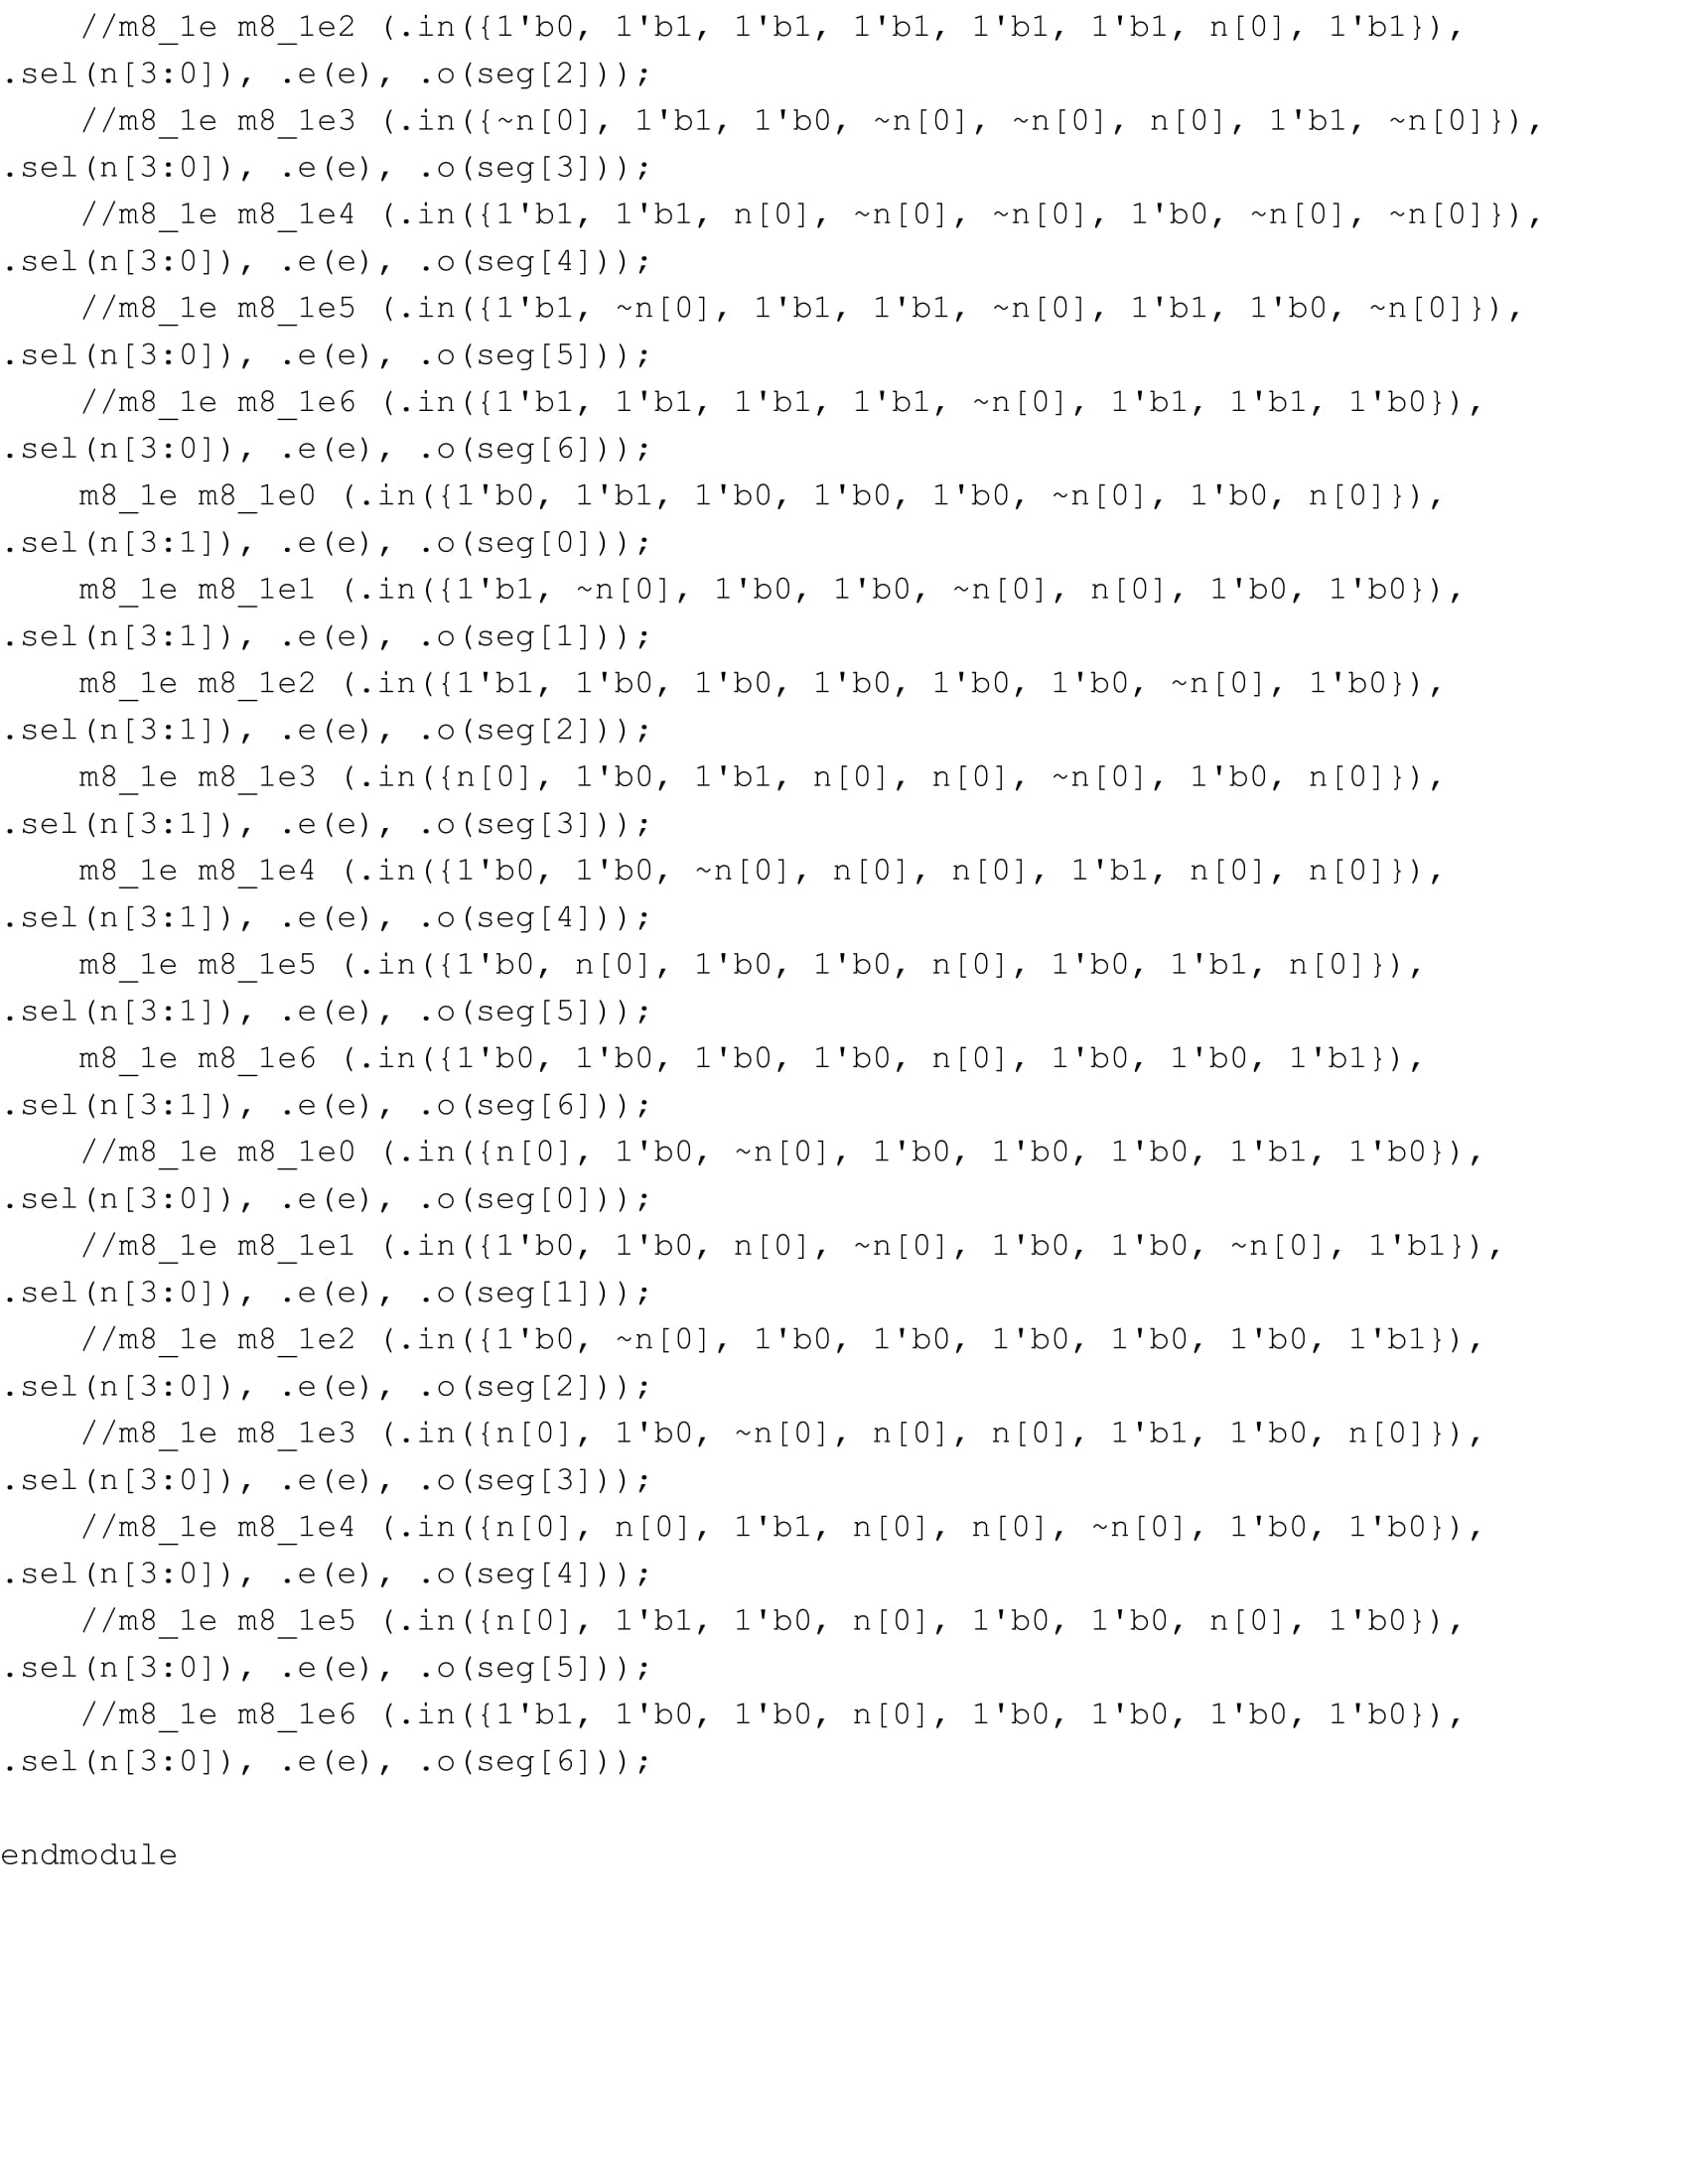 //m8_1e m8_1e2 (.in({1'b0, 1'b1, 1'b1, 1'b1, 1'b1, 1'b1, n[0], 1'b1}),
.sel(n[3:0]), .e(e), .o(seg[2]));
//m8_1e m8_1e3 (.in({~n[0], 1'b1, 1'b0, ~n[0], ~n[0], n[0], 1'b1, ~n[0]}),
.sel(n[3:0]), .e(e), .o(seg[3]));
//m8_1e m8_1e4 (.in({1'b1, 1'b1, n[0], ~n[0], ~n[0], 1'b0, ~n[0], ~n[0]}),
.sel(n[3:0]), .e(e), .o(seg[4]));
//m8_1e m8_1e5 (.in({1'b1, ~n[0], 1'b1, 1'b1, ~n[0], 1'b1, 1'b0, ~n[0]}),
.sel(n[3:0]), .e(e), .o(seg[5]));
//m8_1e m8_1e6 (.in({1'b1, 1'b1, 1'b1, 1'b1, ~n[0], 1'b1, 1'b1, 1'b0}),
.sel(n[3:0]), .e(e), .o(seg[6]));
m8_1e m8_1e0 (.in({1'b0, 1'b1, 1'b0, 1'b0, 1'b0, ~n[0], 1'b0, n[0]}),
.sel(n[3:1]), .e(e), .o(seg[0]));
m8_1e m8_1e1 (.in({1'b1, ~n[0], 1'b0, 1'b0, ~n[0], n[0], 1'b0, 1'b0}),
.sel(n[3:1]), .e(e), .o(seg[1]));
m8_1e m8_1e2 (.in({1'b1, 1'b0, 1'b0, 1'b0, 1'b0, 1'b0, ~n[0], 1'b0}),
.sel(n[3:1]), .e(e), .o(seg[2]));
m8_1e m8_1e3 (.in({n[0], 1'b0, 1'b1, n[0], n[0], ~n[0], 1'b0, n[0]}),
.sel(n[3:1]), .e(e), .o(seg[3]));
m8_1e m8_1e4 (.in({1'b0, 1'b0, ~n[0], n[0], n[0], 1'b1, n[0], n[0]}),
.sel(n[3:1]), .e(e), .o(seg[4]));
m8_1e m8_1e5 (.in({1'b0, n[0], 1'b0, 1'b0, n[0], 1'b0, 1'b1, n[0]}),
.sel(n[3:1]), .e(e), .o(seg[5]));
m8_1e m8_1e6 (.in({1'b0, 1'b0, 1'b0, 1'b0, n[0], 1'b0, 1'b0, 1'b1}),
.sel(n[3:1]), .e(e), .o(seg[6]));
//m8_1e m8_1e0 (.in({n[0], 1'b0, ~n[0], 1'b0, 1'b0, 1'b0, 1'b1, 1'b0}),
.sel(n[3:0]), .e(e), .o(seg[0]));
//m8_1e m8_1e1 (.in({1'b0, 1'b0, n[0], ~n[0], 1'b0, 1'b0, ~n[0], 1'b1}),
.sel(n[3:0]), .e(e), .o(seg[1]));
//m8_1e m8_1e2 (.in({1'b0, ~n[0], 1'b0, 1'b0, 1'b0, 1'b0, 1'b0, 1'b1}),
.sel(n[3:0]), .e(e), .o(seg[2]));
//m8_1e m8_1e3 (.in({n[0], 1'b0, ~n[0], n[0], n[0], 1'b1, 1'b0, n[0]}),
.sel(n[3:0]), .e(e), .o(seg[3]));
//m8_1e m8_1e4 (.in({n[0], n[0], 1'b1, n[0], n[0], ~n[0], 1'b0, 1'b0}),
.sel(n[3:0]), .e(e), .o(seg[4]));
//m8_1e m8_1e5 (.in({n[0], 1'b1, 1'b0, n[0], 1'b0, 1'b0, n[0], 1'b0}),
.sel(n[3:0]), .e(e), .o(seg[5]));
//m8_1e m8_1e6 (.in({1'b1, 1'b0, 1'b0, n[0], 1'b0, 1'b0, 1'b0, 1'b0}),
.sel(n[3:0]), .e(e), .o(seg[6]));
endmodule